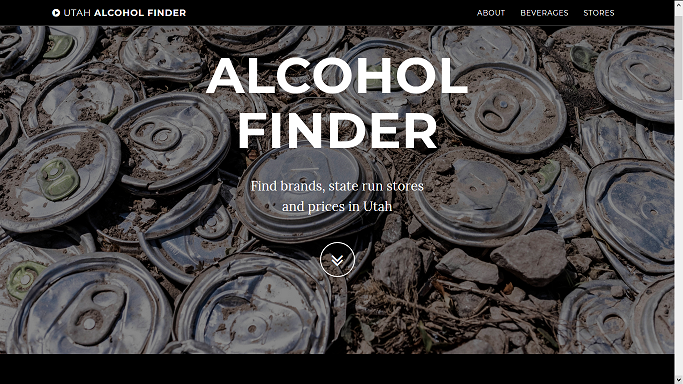 UTAH ALCOHOL FINDER
ABOUT BEVERAGES STORES
ALCOHOL
FINDER
Find brands, state run stores
and prices in Utah